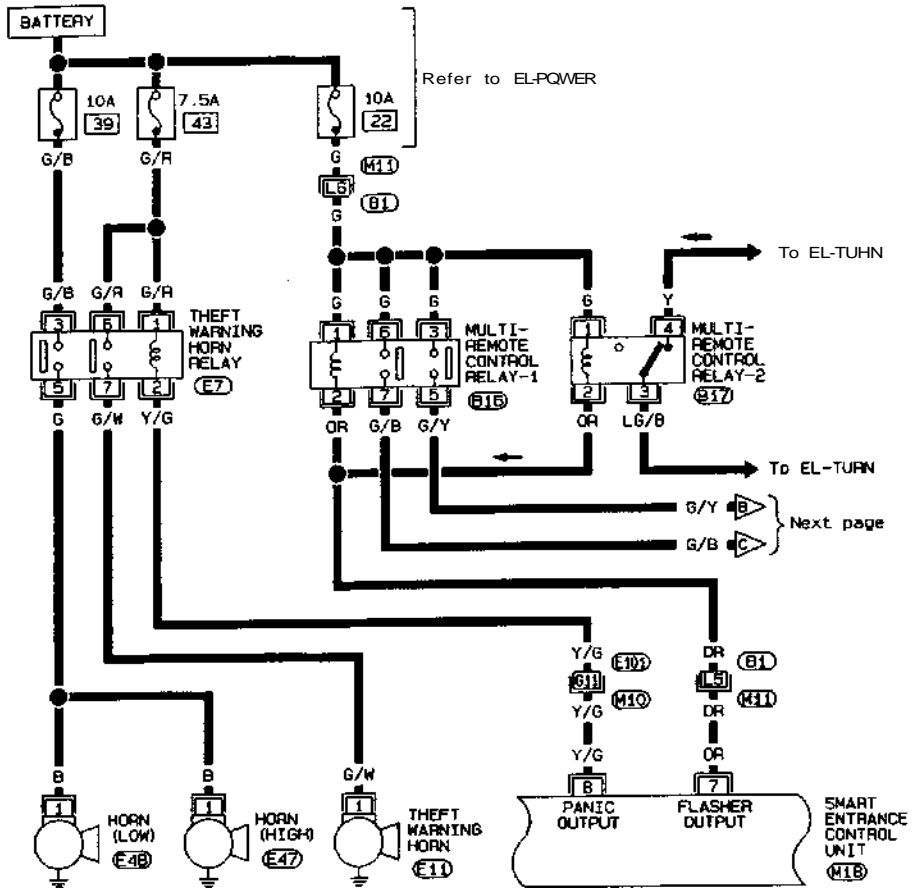 BATTERY
Refer to EL-PQWER
10A
39
7.5A
43
10A
22
G/B
G/R
G
M11
L6
B1
G
To EL-TUHN
G/B
G/R
G/R
G
G
G
G
Y
3
6
1
THEFT
WARNING
HORN
RELAY
E7
1
6
3
MULTI-
REMOTE
CONTROL
RELAY-1
B16
1
4
MULTI-
REMOTE
CONTROL
RELAY-2
B17
5
7
2
2
7
5
2
3
G
G/W
Y/G
OR
G/B
G/Y
OR
LG/B
To EL-TURN
G/Y
B
G/B
C
Next page
Y/G
E101
G11
M10
Y/G
Y/G
OR
B1
L5
M11
OR
OR
B
B
G/W
8
7
PANIC
OUTPUT
FLASHER
OUTPUT
SMART
ENTRANCE
CONTROL
UNIT
M18
1
HORN
(LOW)
E48
1
HORN
(HIGH)
E47
1
THEFT
WARNING
HORN
E11